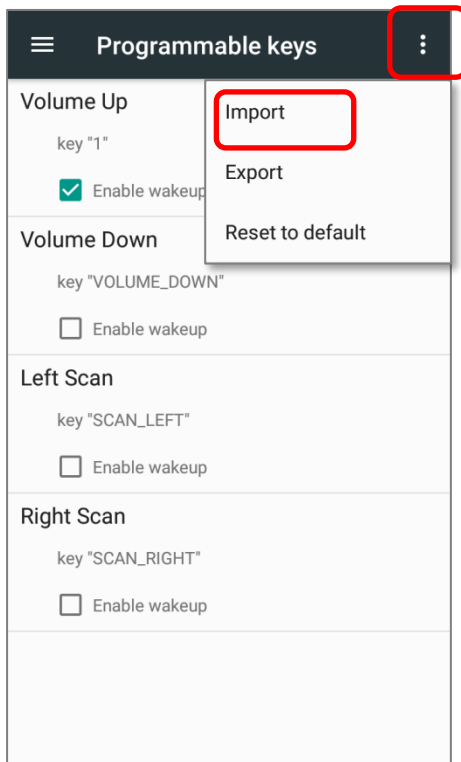 Programmable keys
Volume Up
Import
key "1"
Export
Enable wakeup
Reset to default
Volume Down
key "VOLUME_DOWN"
Enable wakeup
Left Scan
key "SCAN_LEFT"
Enable wakeup
Right Scan
key "SCAN_RIGHT"
Enable wakeup